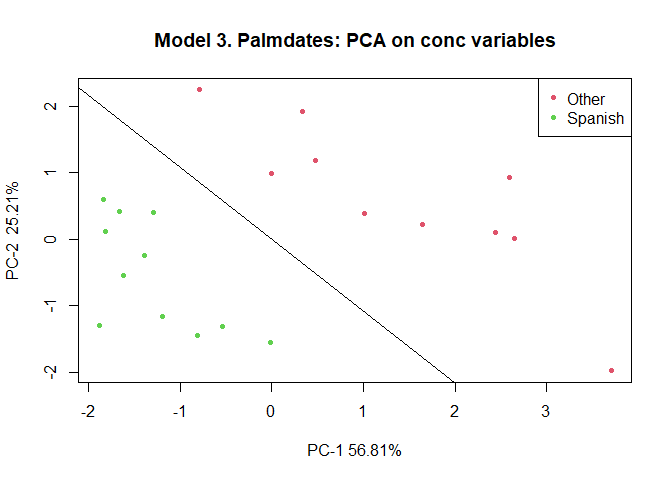 Model 3. Palmdates: PCA on conc variables
Other
Spanish
PC-2 25.21%
2
1
0
-1
-2
-2
-1
0
1
2
3
PC-1 56.81%